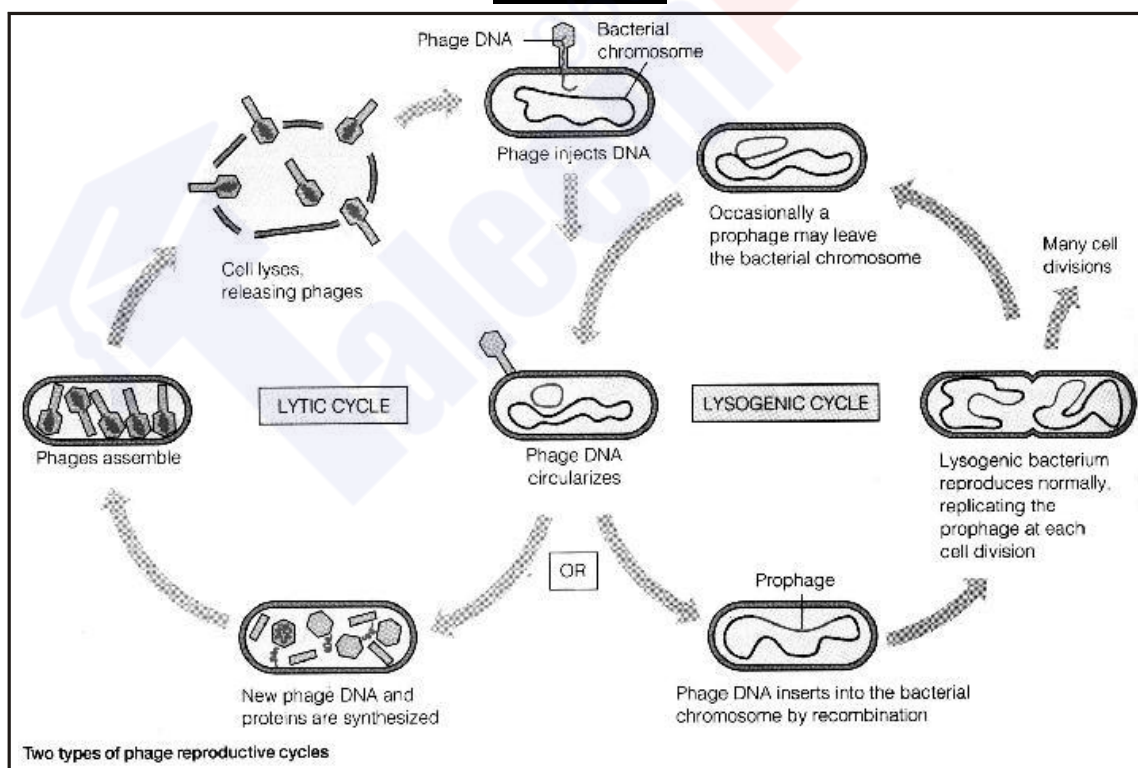 Phage DNA
Bacterial
chromosome
Phage injects DNA
Occasionally a
prophage may leave
the bacterial chromosome
Many cell
divisions
Cell lyses,
releasing phages
LYTIC CYCLE
LYSOGENIC CYCLE
Phages assemble
Phage DNA
circularizes
Lysogenic bacterium
reproduces normally,
replicating the
prophage at each
cell division
OR
Prophage
New phage DNA and
proteins are synthesized
Phage DNA inserts into the bacterial
chromosome by recombination
Two types of phage reproductive cycles